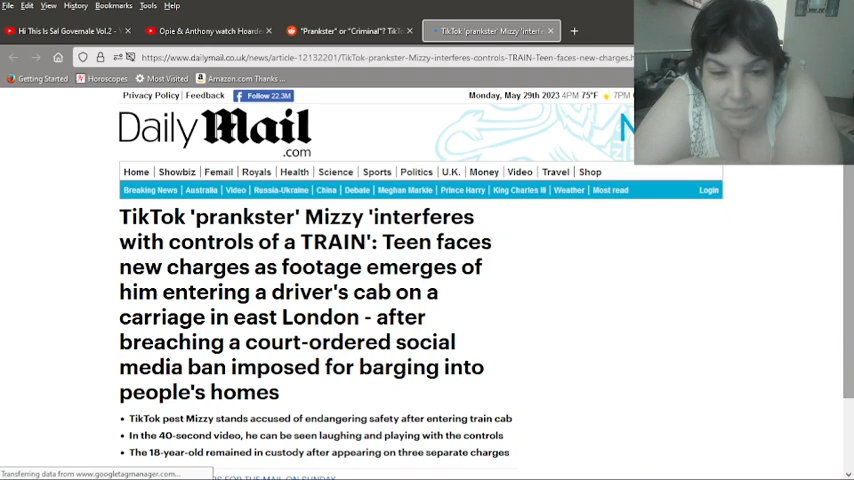 File Edit View History Bookmarks Tools Help
Hi This Is Sal Governale Vol.2 - Y
Opie & Anthony watch Hoarde
"Prankster" or "Criminal"? TikTo
TikTok 'prankster' Mizzy 'interfe
https://www.dailymail.co.uk/news/article-12132201/TikTok-prankster-Mizzy-interferes-controls-TRAIN-Teen-faces-new-charges.h
Getting Started Horoscopes Most Visited Amazon.com Thanks ...
Privacy Policy | Feedback Follow 22.3M Monday, May 29th 2023 4PM 75°F 7PM
Daily Mail
.com
Home Showbiz Femail Royals Health Science Sports Politics U.K. Money Video Travel Shop
Breaking News Australia Video Russia-Ukraine China Debate Meghan Markle Prince Harry King Charles III Weather Most read Login
TikTok 'prankster' Mizzy 'interferes
with controls of a TRAIN': Teen faces
new charges as footage emerges of
him entering a driver's cab on a
carriage in east London - after
breaching a court-ordered social
media ban imposed for barging into
people's homes
• TikTok pest Mizzy stands accused of endangering safety after entering train cab
• In the 40-second video, he can be seen laughing and playing with the controls
• The 18-year-old remained in custody after appearing on three separate charges
Transferring data from www.googletagmanager.com...
IS FOR THE MAIL ON SUNDAY